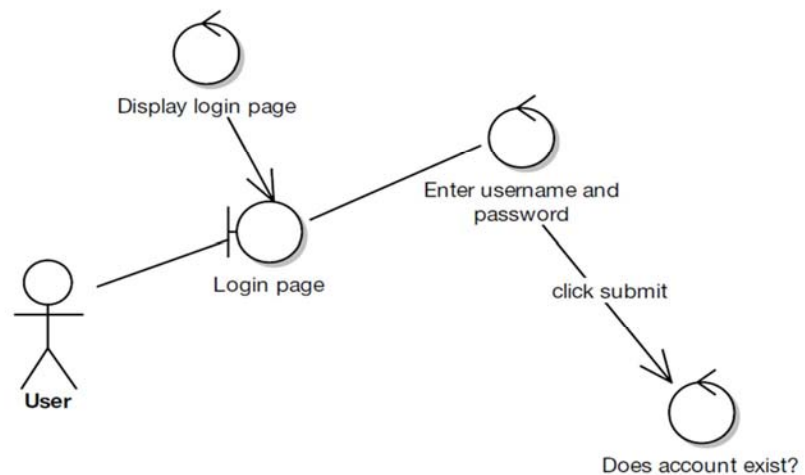 Display login page
Enter username and
password
Login page
click submit
User
Does account exist?